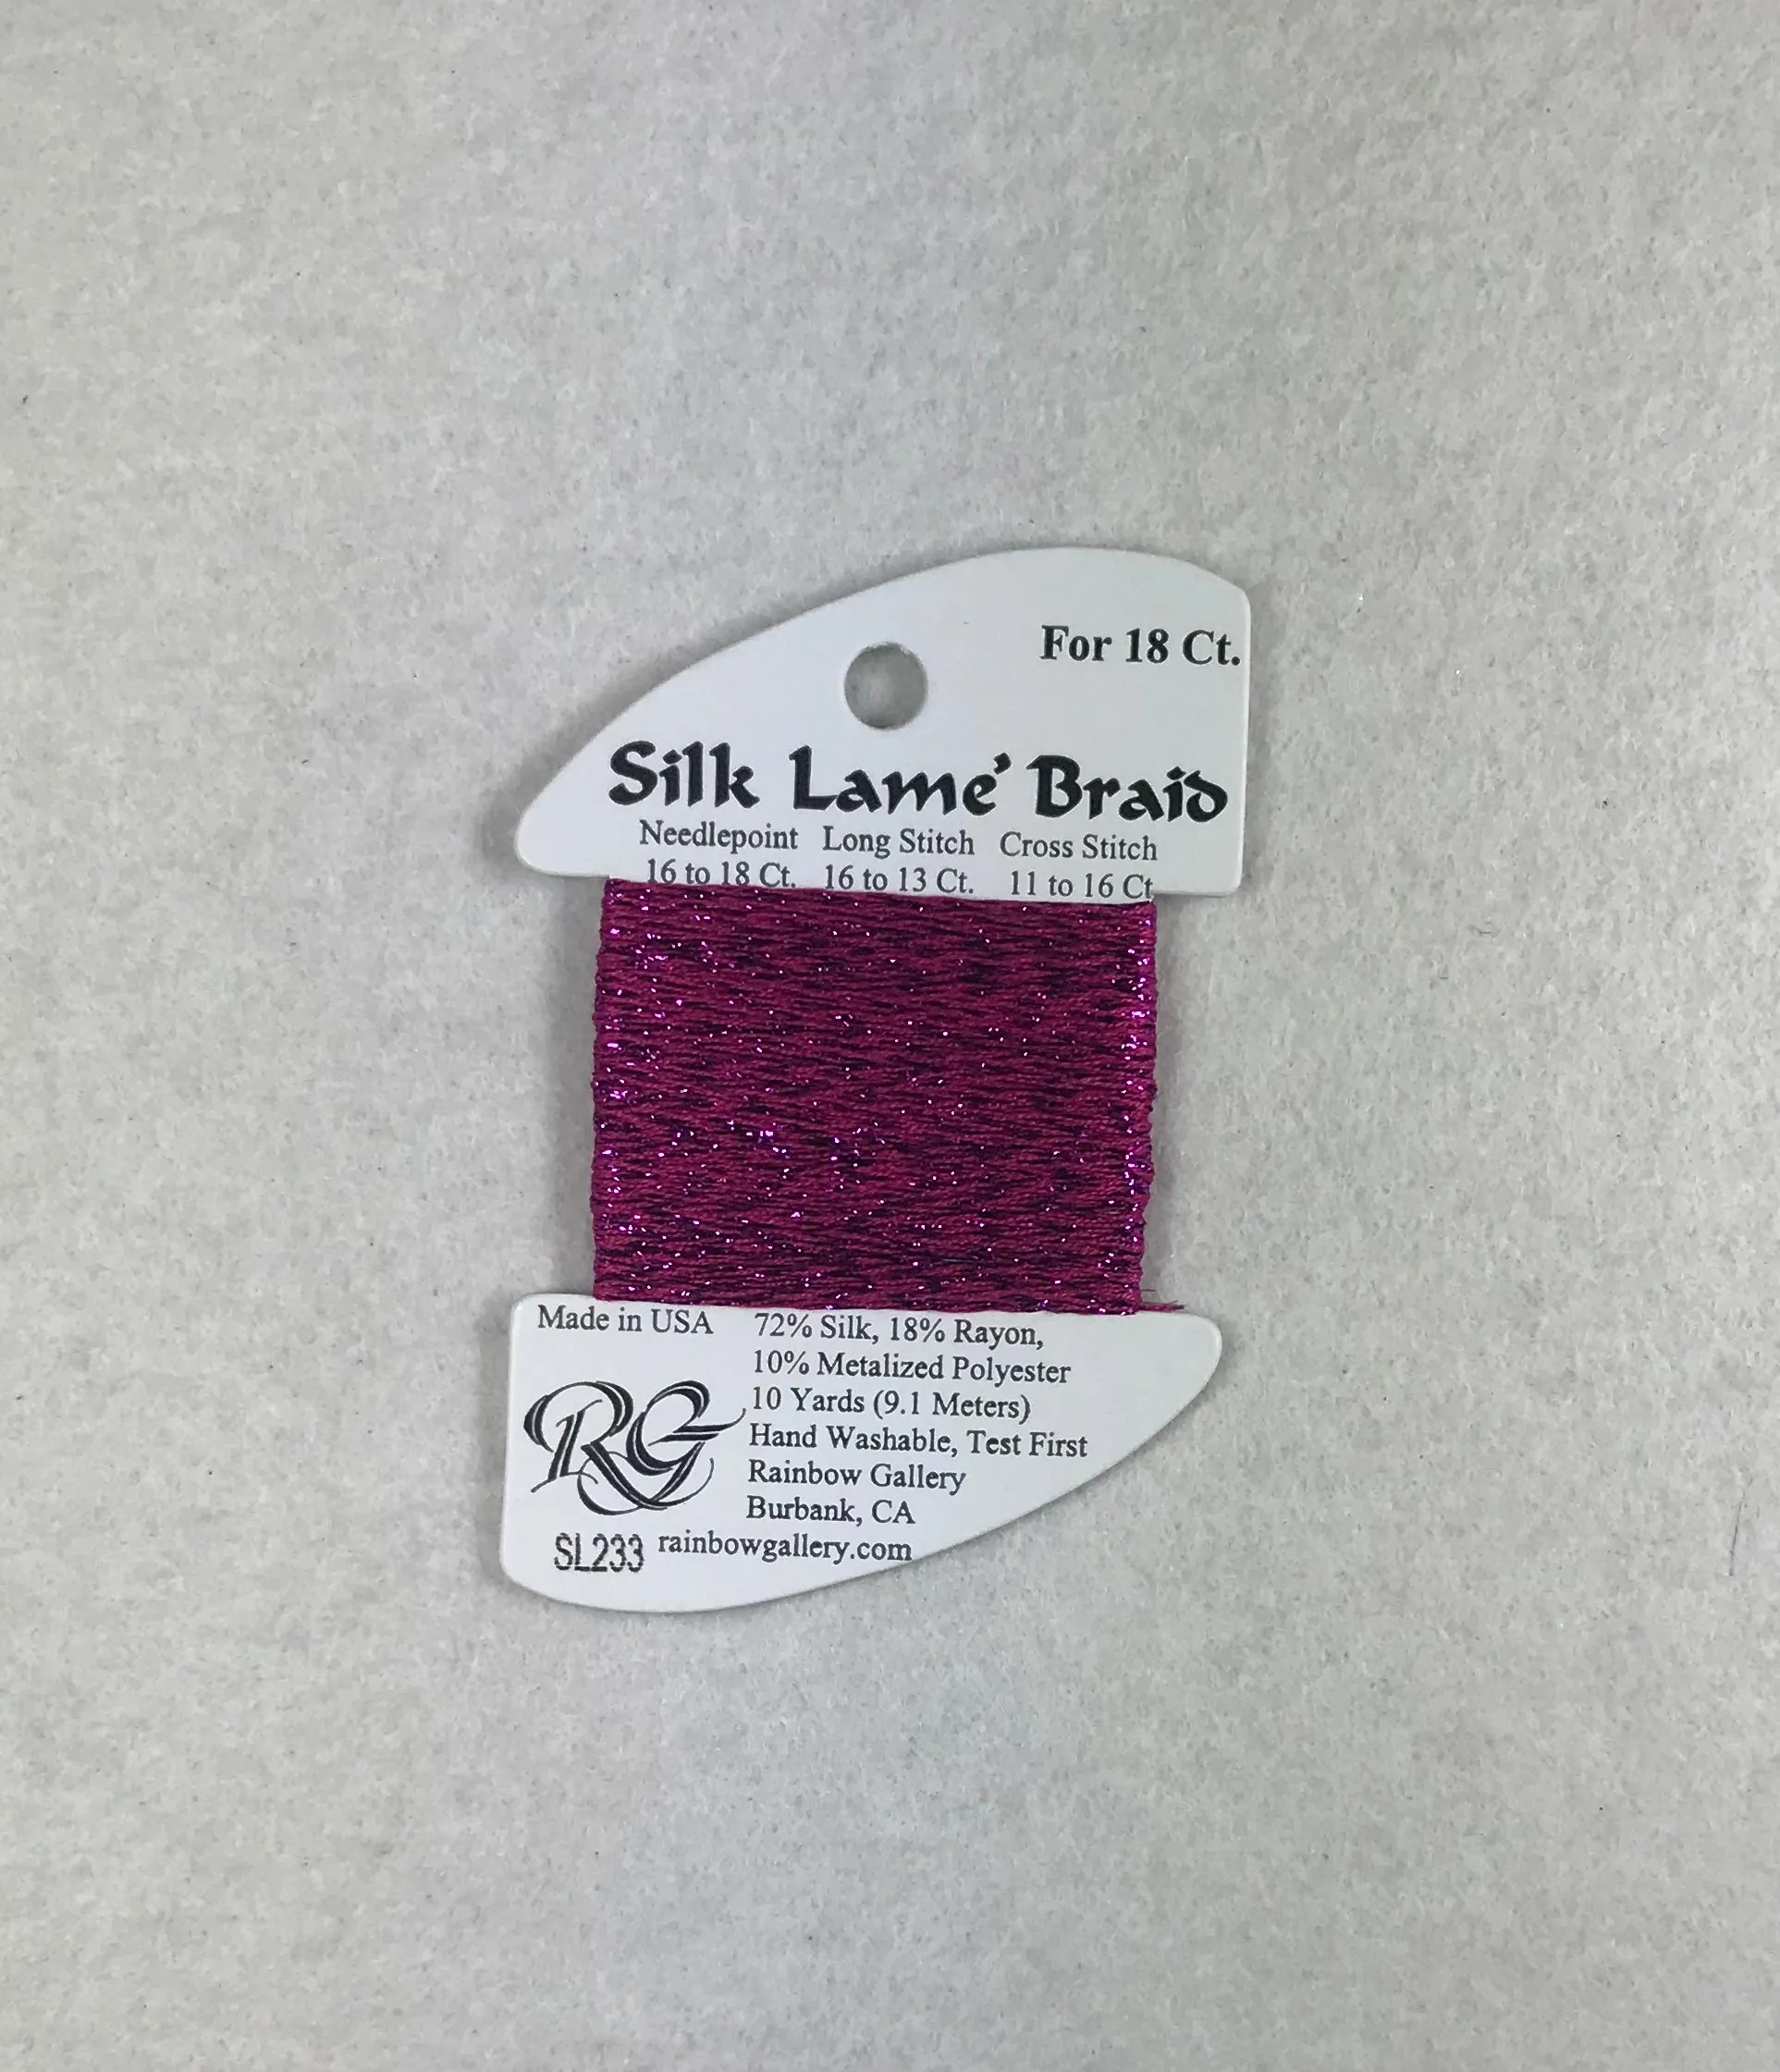 For 18 Ct.
Silk Lame' Braid
Needlepoint Long Stitch Cross Stitch
16 to 18 Ct. 16 to 13 Ct. 11 to 16 Ct
Made in USA
72% Silk, 18% Rayon,
10% Metalized Polyester
10 Yards (9.1 Meters)
Hand Washable, Test First
Rainbow Gallery
Burbank, CA
RG
SL233 rainbowgallery.com